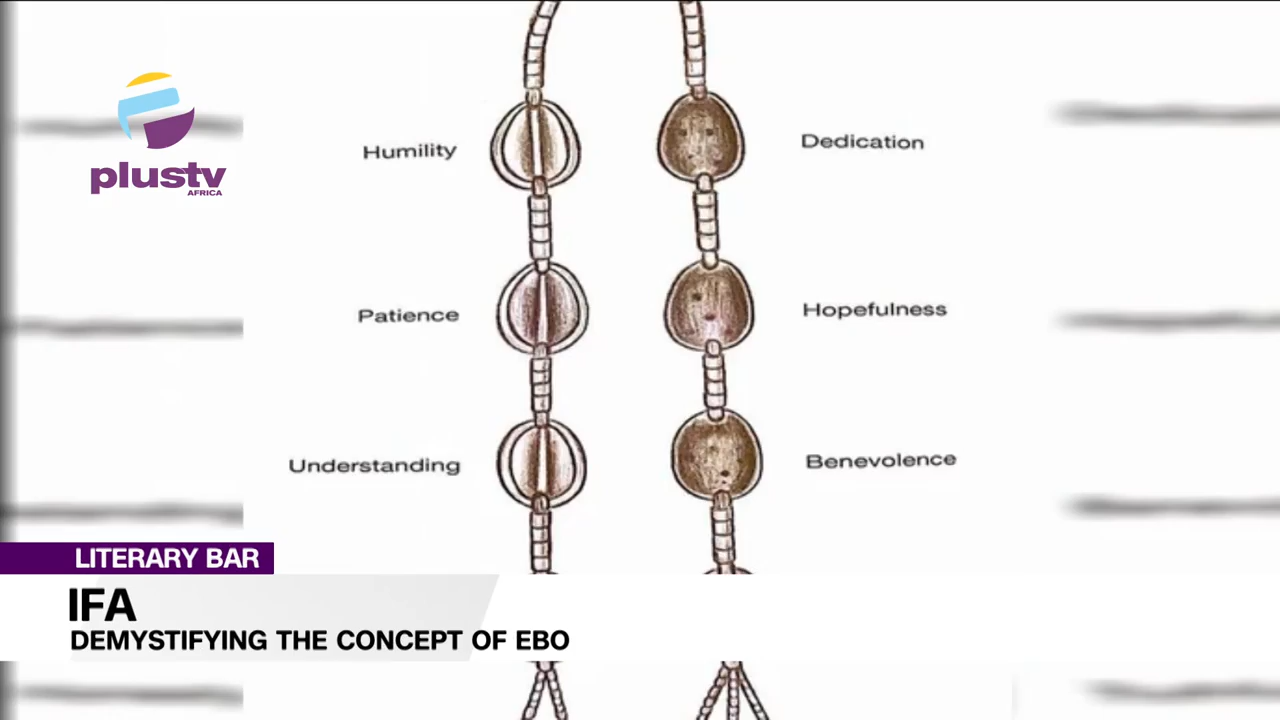 plustv
AFRICA
Humility
Dedication
Patience
Hopefulness
Understanding
Benevolence
LITERARY BAR
IFA
DEMYSTIFYING THE CONCEPT OF EBO